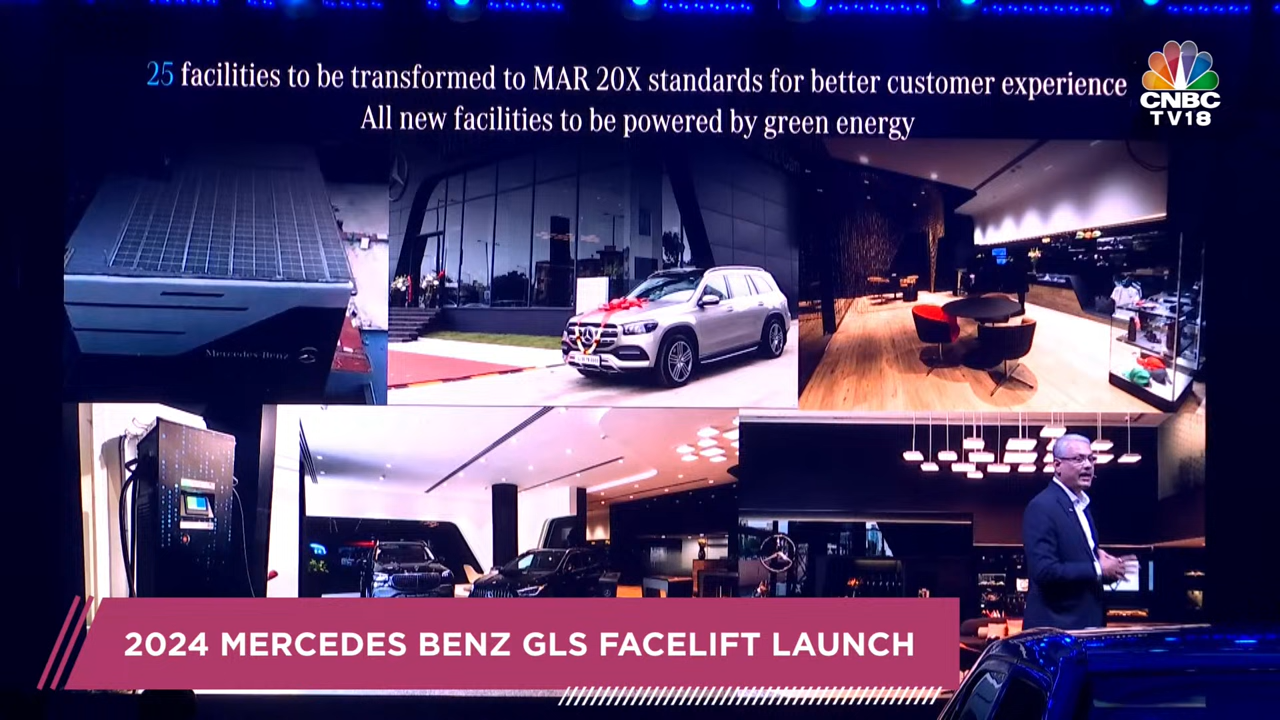 25 facilities to be transformed to MAR 20X standards for better customer experience
All new facilities to be powered by green energy
CNBC
TV18
Mercedes-Benz
2024 MERCEDES BENZ GLS FACELIFT LAUNCH